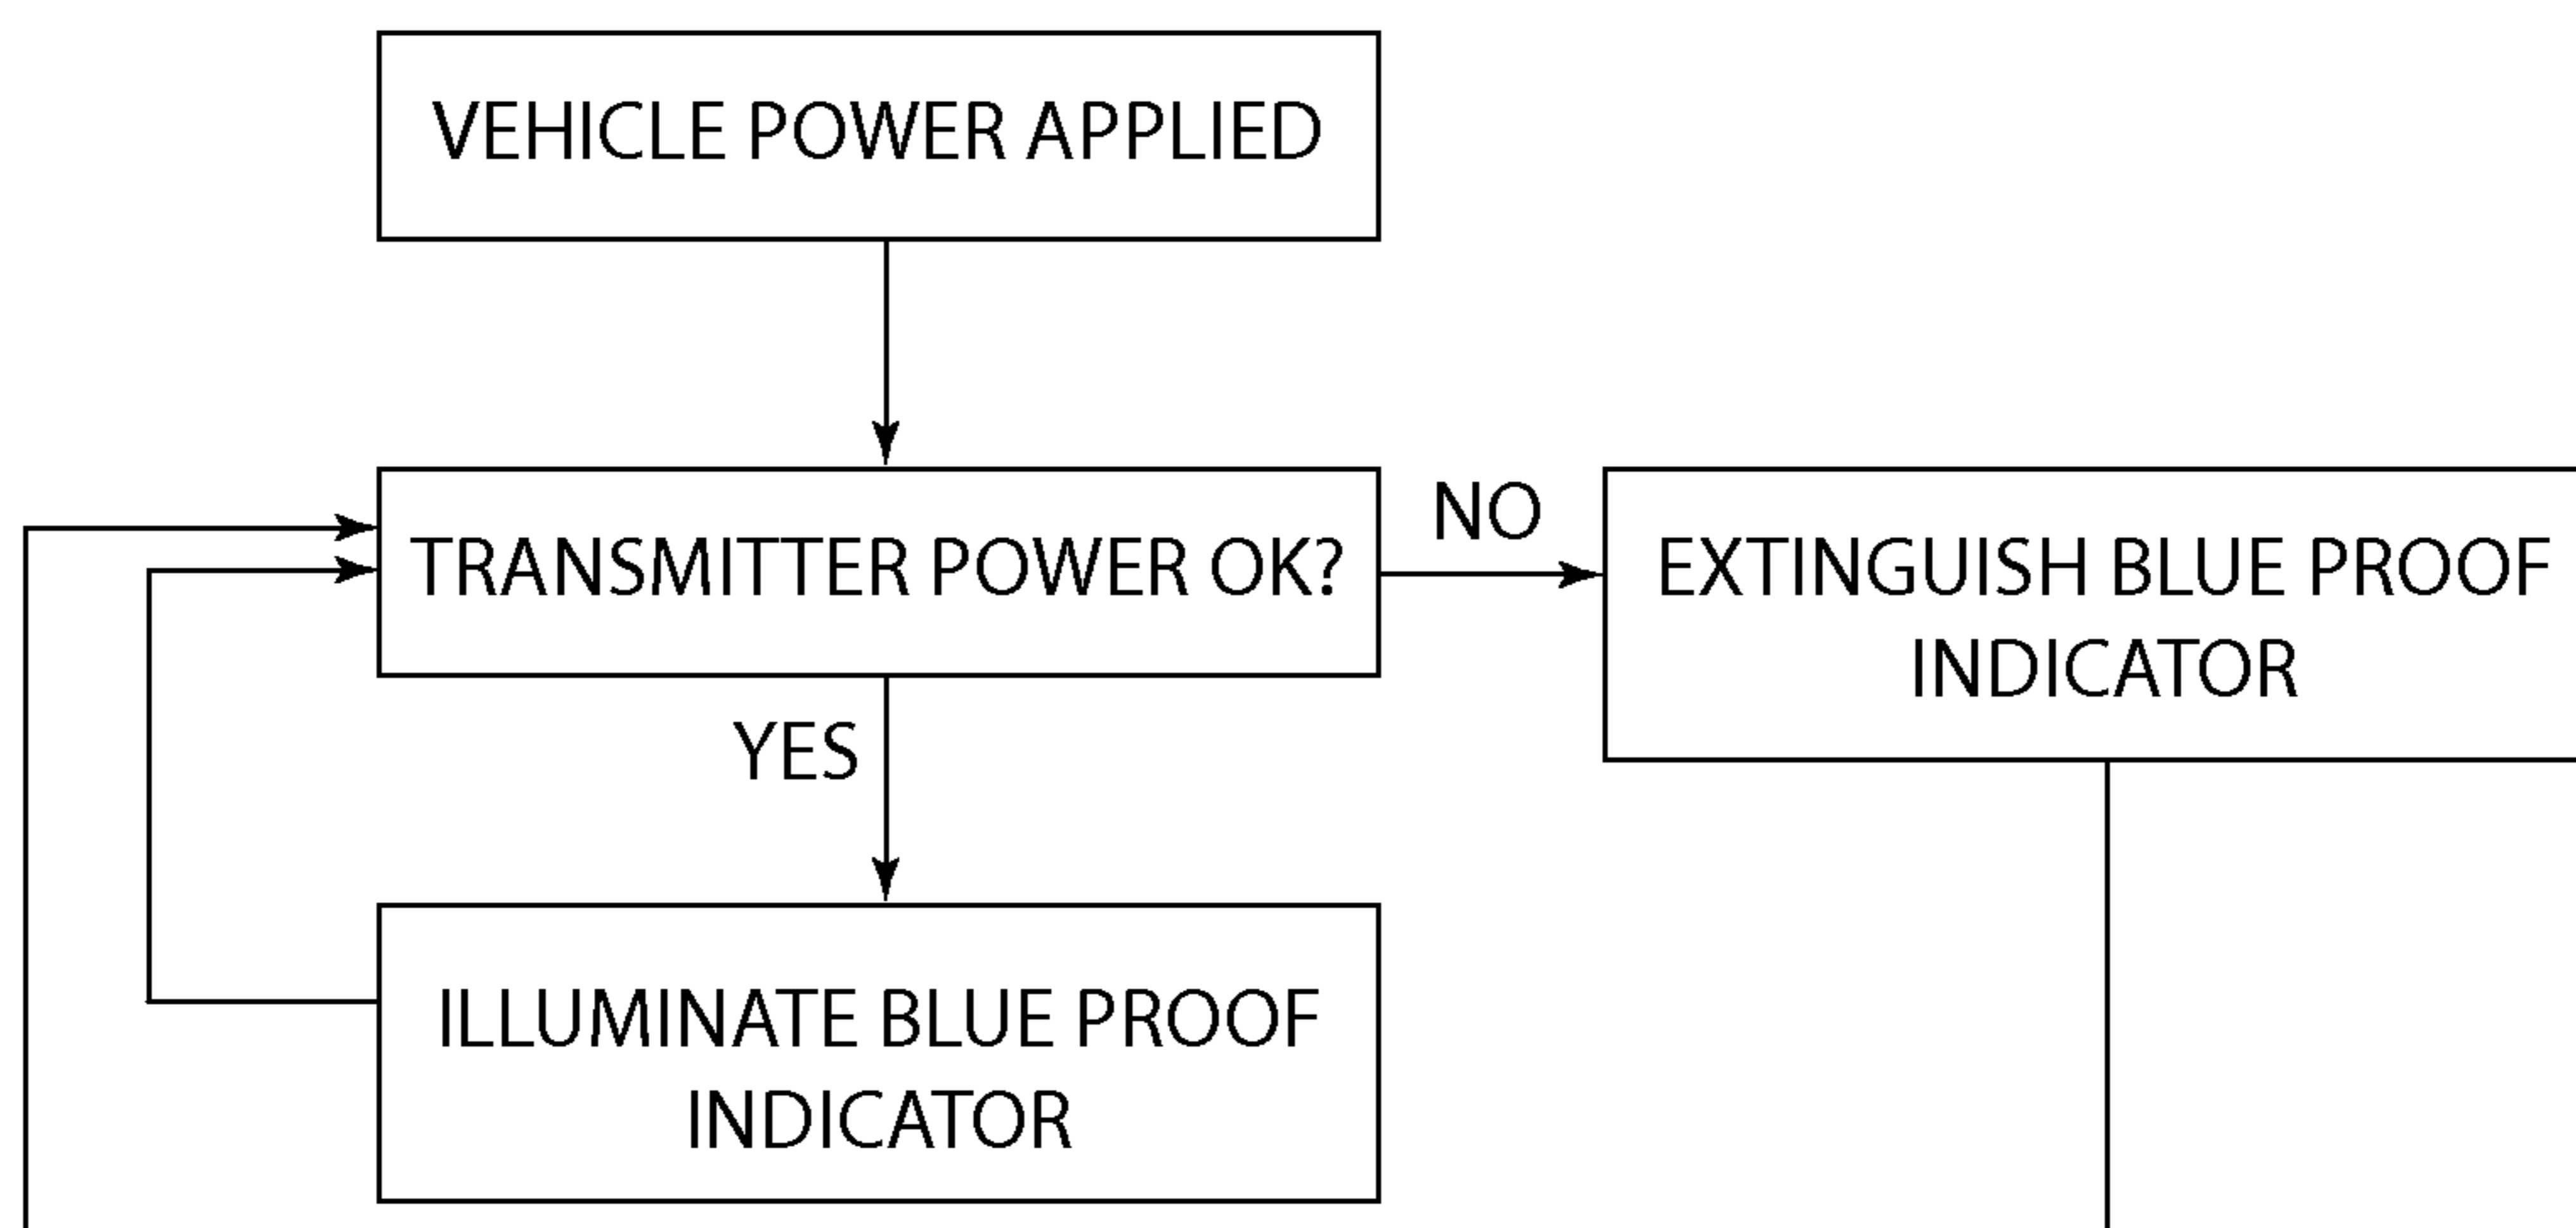 VEHICLE POWER APPLIED
TRANSMITTER POWER OK?
NO
EXTINGUISH BLUE PROOF
INDICATOR
YES
ILLUMINATE BLUE PROOF
INDICATOR